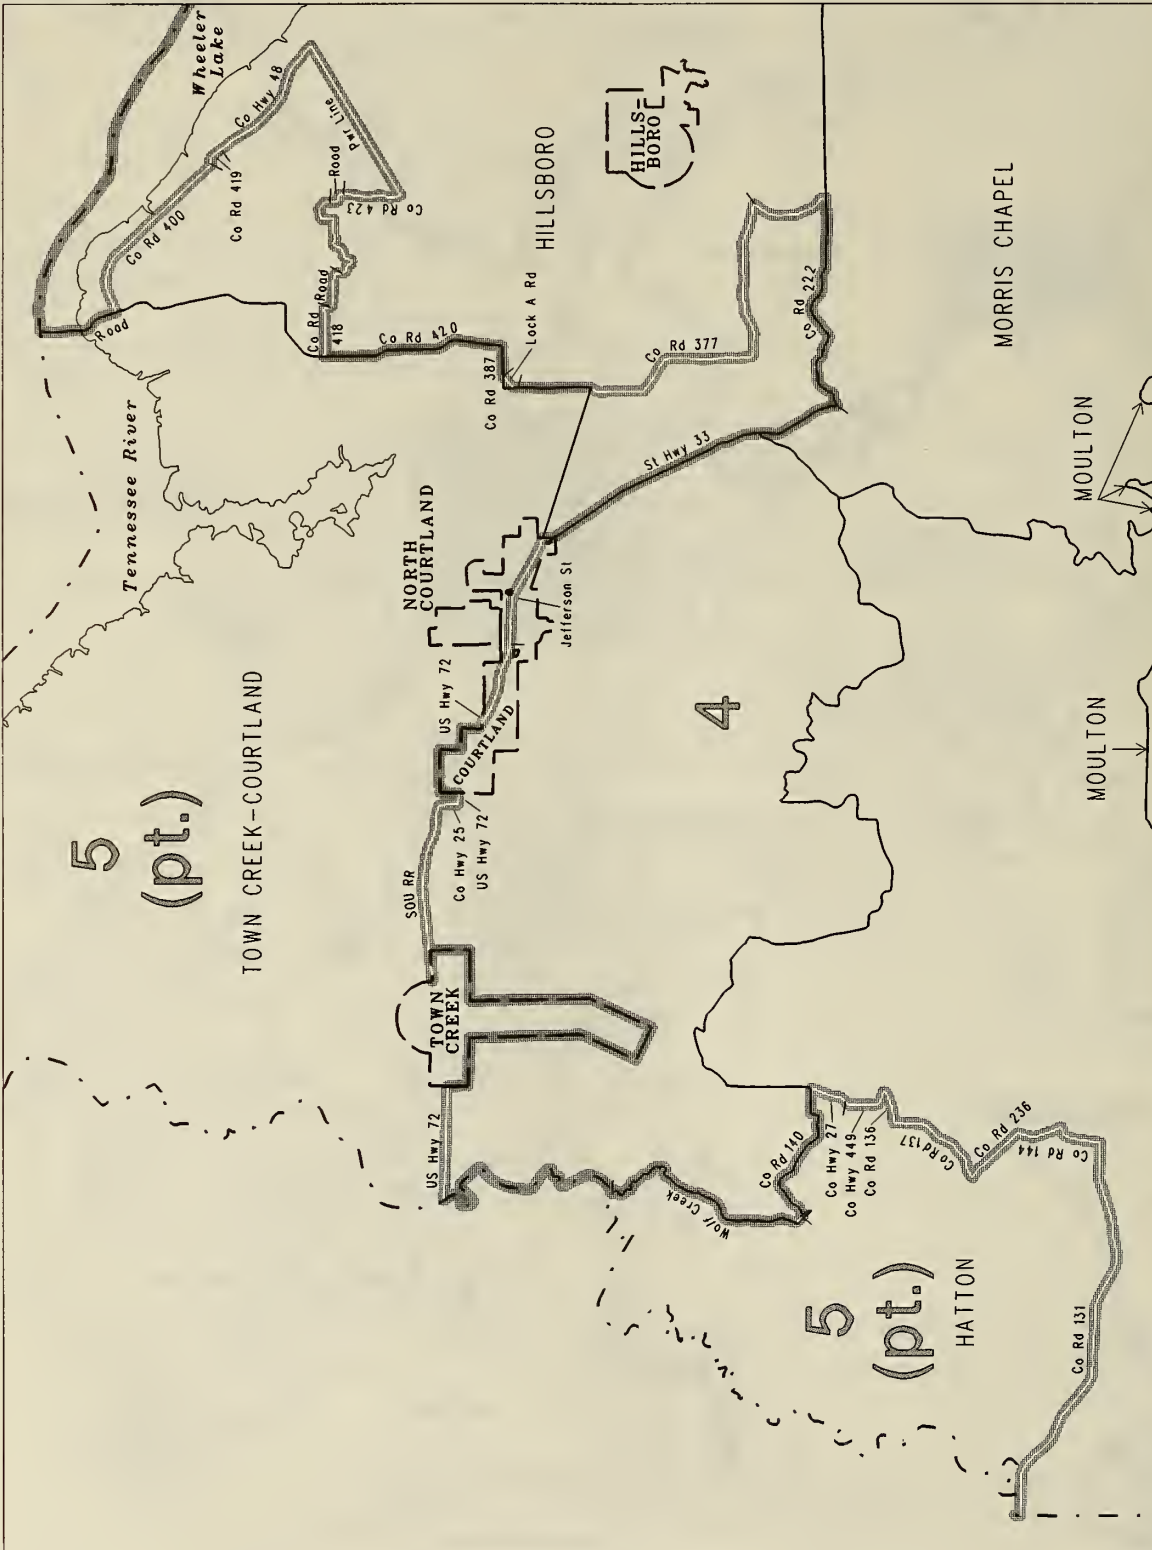 Wheeler
Lake
Tennessee River
Road
Co Rd 400
Co Rd 419
Co Hwy 48
Pwr Line
Road
Co Rd 423
Co Rd
418
Road
Co Rd 420
Co Rd 387
Lock A Rd
Co Rd 377
HILLSBORO
HILLS-
BORO
Co Rd 222
St Hwy 33
MORRIS CHAPEL
MOULTON
MOULTON
NORTH
COURTLAND
Jefferson St
US Hwy 72
COURTLAND
Co Hwy 25
US Hwy 72
SOU RR
5
(pt.)
TOWN CREEK-COURTLAND
4
TOWN
CREEK
US Hwy 72
Wolf Creek
Co Rd 140
Co Hwy 27
Co Hwy 449
Co Rd 136
Co Rd 137
Co Rd 236
Co Rd 144
Co Rd 131
5
(pt.)
HATTON